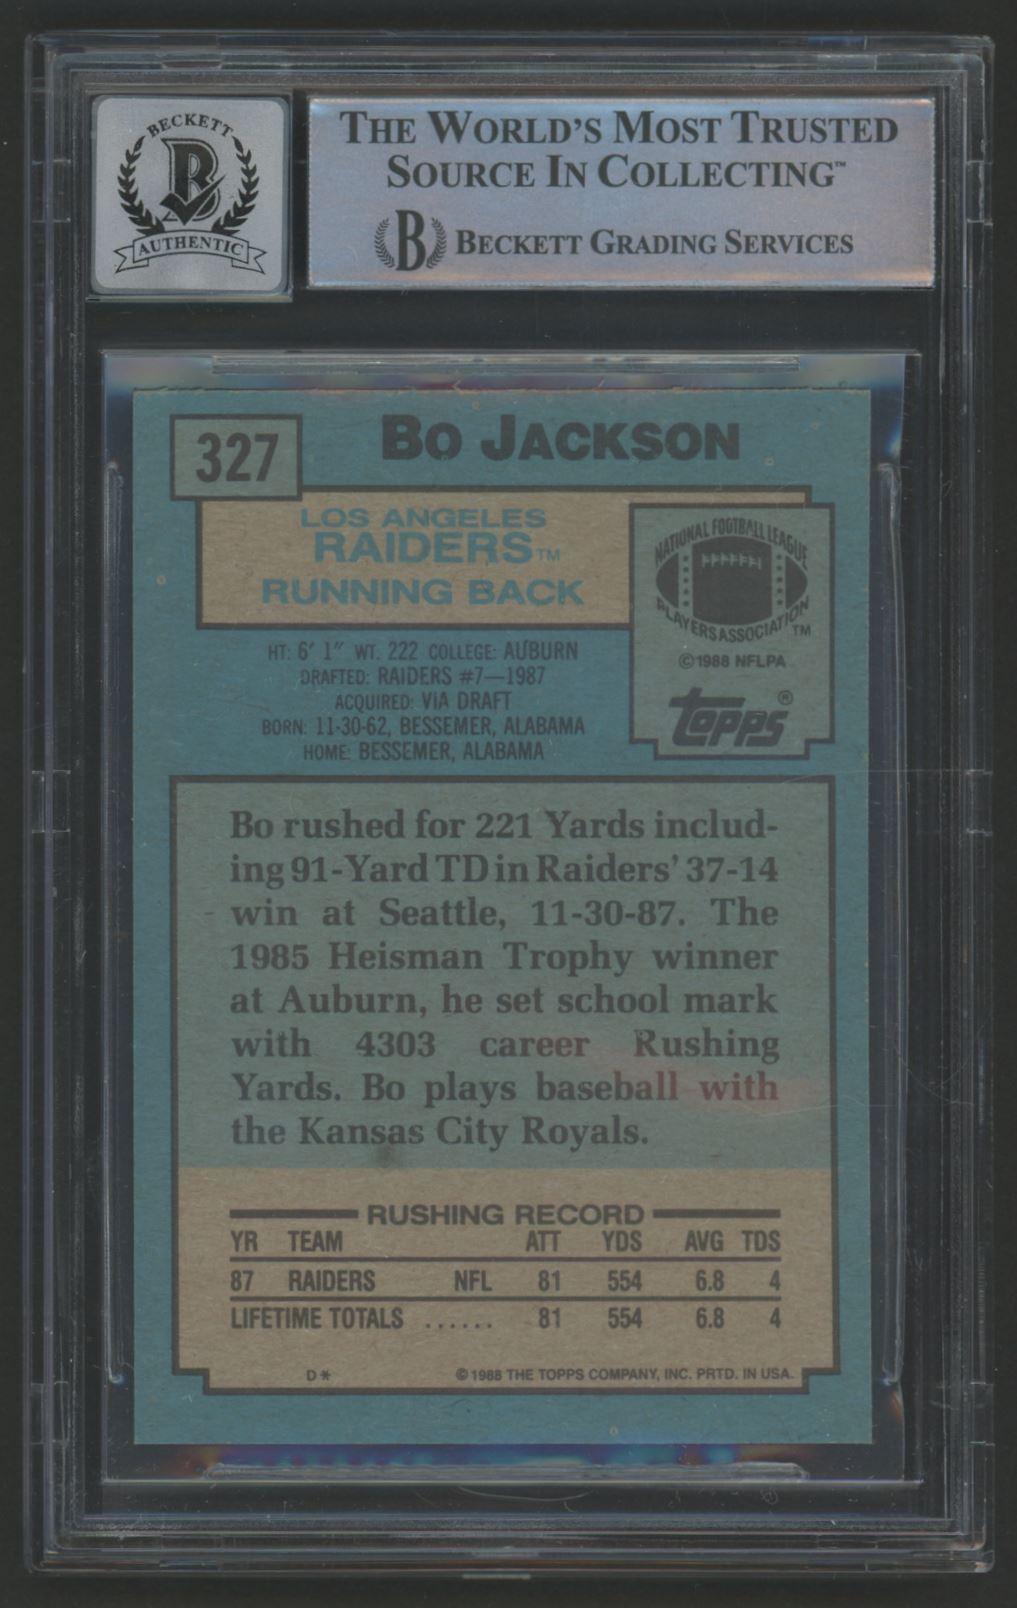 BECKETT
B
AUTHENTIC
THE WORLD'S MOST TRUSTED
SOURCE IN COLLECTING™
B BECKETT GRADING SERVICES
327
BO JACKSON
LOS ANGELES
RAIDERS™
RUNNING BACK
NATIONAL FOOTBALL LEAGUE
PLAYERS ASSOCIATION™
©1988 NFLPA
topps®
HT: 6' 1" WT. 222 COLLEGE: AUBURN
DRAFTED: RAIDERS #7—1987
ACQUIRED: VIA DRAFT
BORN: 11-30-62, BESSEMER, ALABAMA
HOME: BESSEMER, ALABAMA
Bo rushed for 221 Yards includ-
ing 91-Yard TD in Raiders' 37-14
win at Seattle, 11-30-87. The
1985 Heisman Trophy winner
at Auburn, he set school mark
with 4303 career Rushing
Yards. Bo plays baseball with
the Kansas City Royals.
RUSHING RECORD
YR TEAM ATT YDS AVG TDS
87 RAIDERS NFL 81 554 6.8 4
LIFETIME TOTALS ...... 81 554 6.8 4
D* ©1988 THE TOPPS COMPANY, INC. PRTD. IN USA.